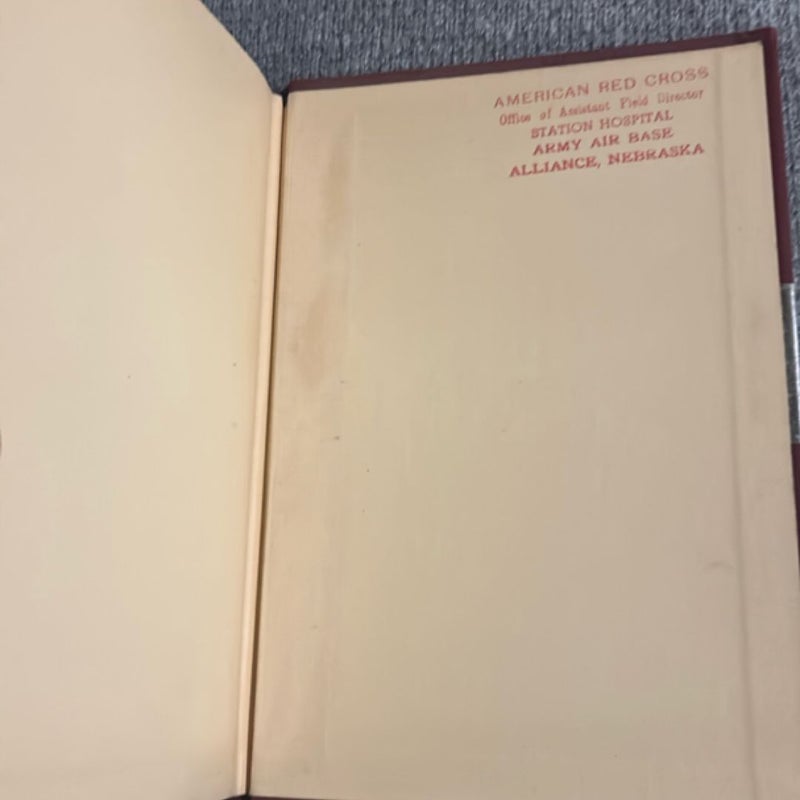 AMERICAN RED CROSS
Office of Assistant Field Director
STATION HOSPITAL
ARMY AIR BASE
ALLIANCE, NEBRASKA